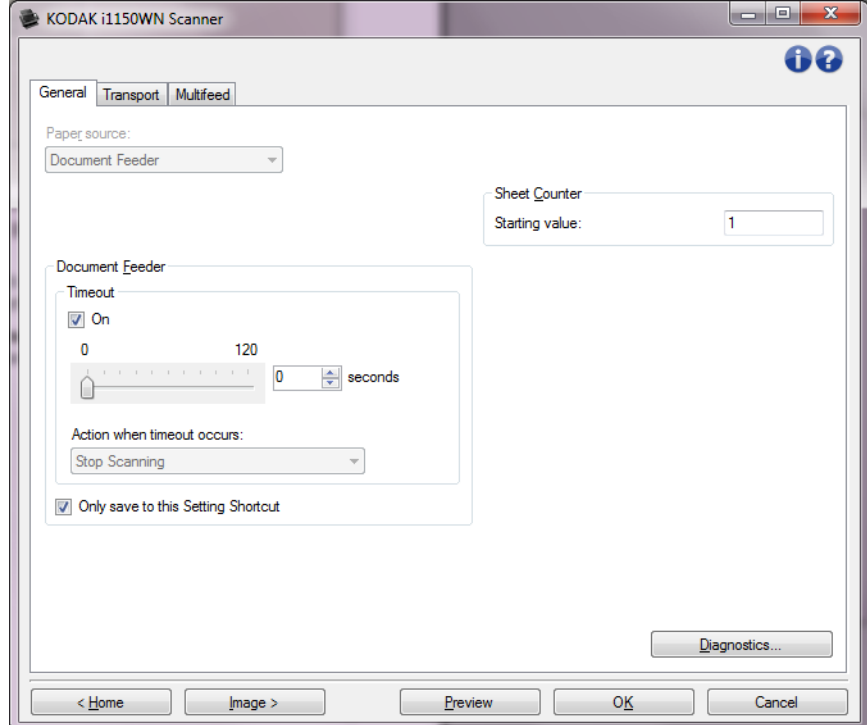 KODAK i1150WN Scanner
General Transport Multifeed
Paper source:
Document Feeder
Sheet Counter
Starting value: 1
Document Feeder
Timeout
On
0 120
0 seconds
Action when timeout occurs:
Stop Scanning
Only save to this Setting Shortcut
Diagnostics...
< Home Image > Preview OK Cancel